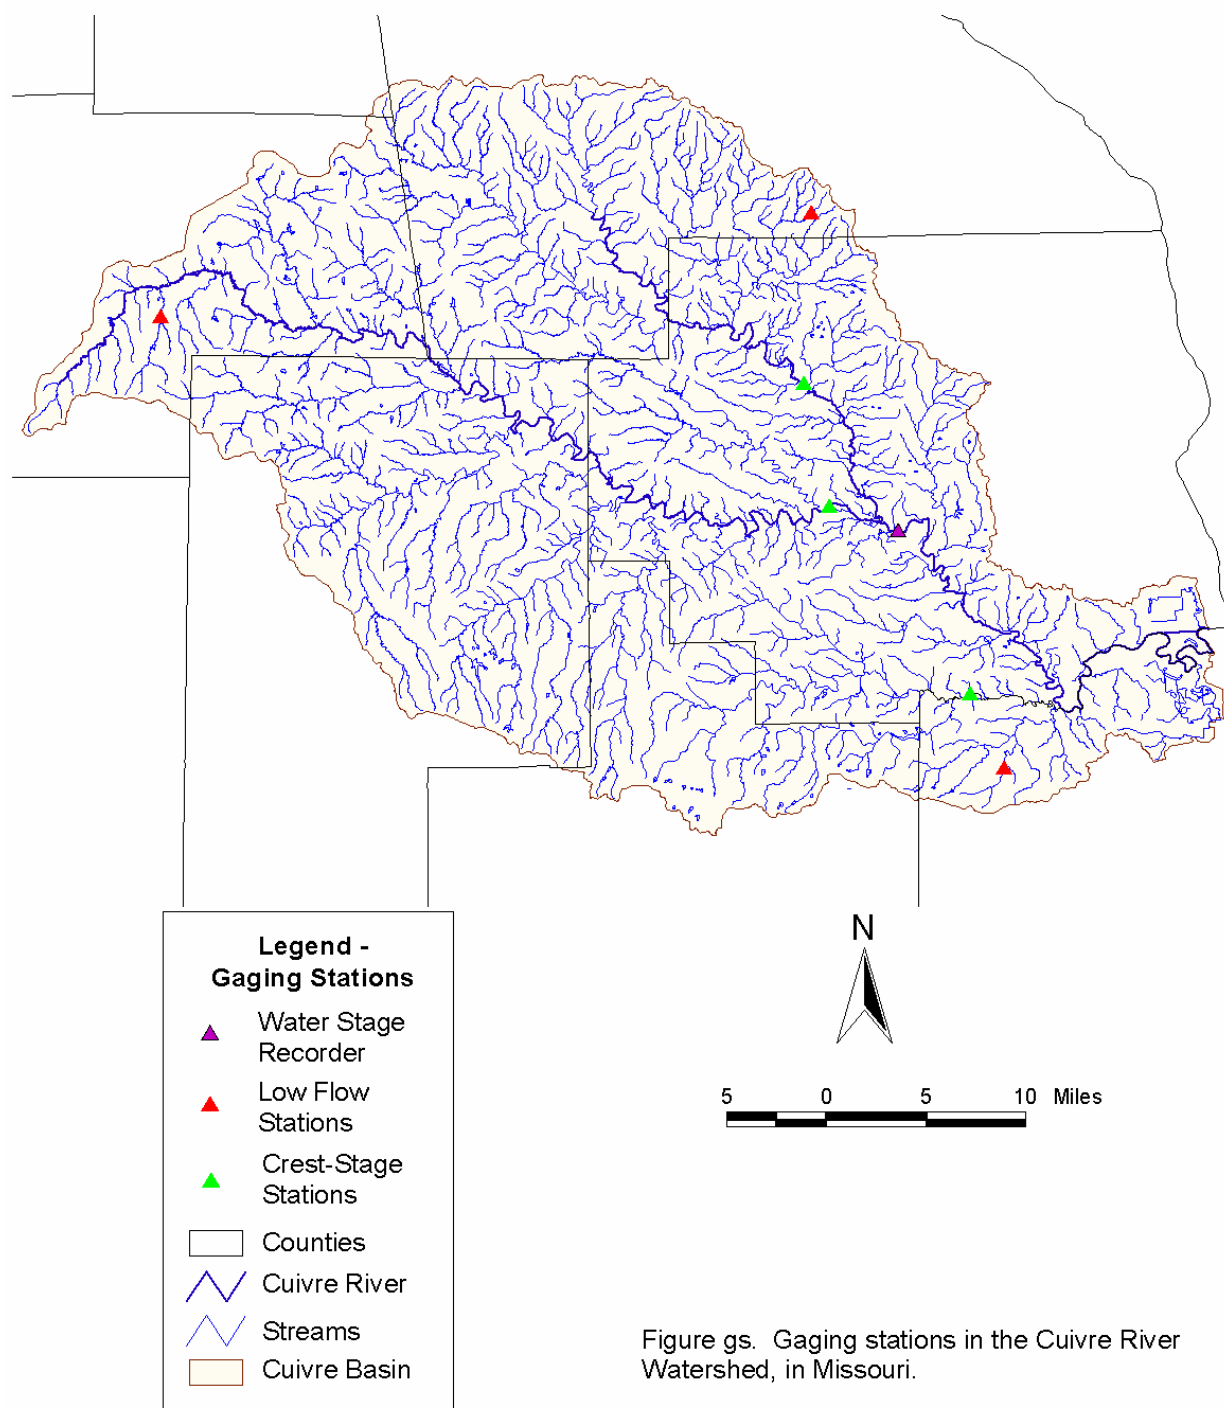 Legend -
Gaging Stations
Water Stage
Recorder
Low Flow
Stations
Crest-Stage
Stations
Counties
Cuivre River
Streams
Cuivre Basin
N
5 0 5 10 Miles
Figure gs. Gaging stations in the Cuivre River
Watershed, in Missouri.